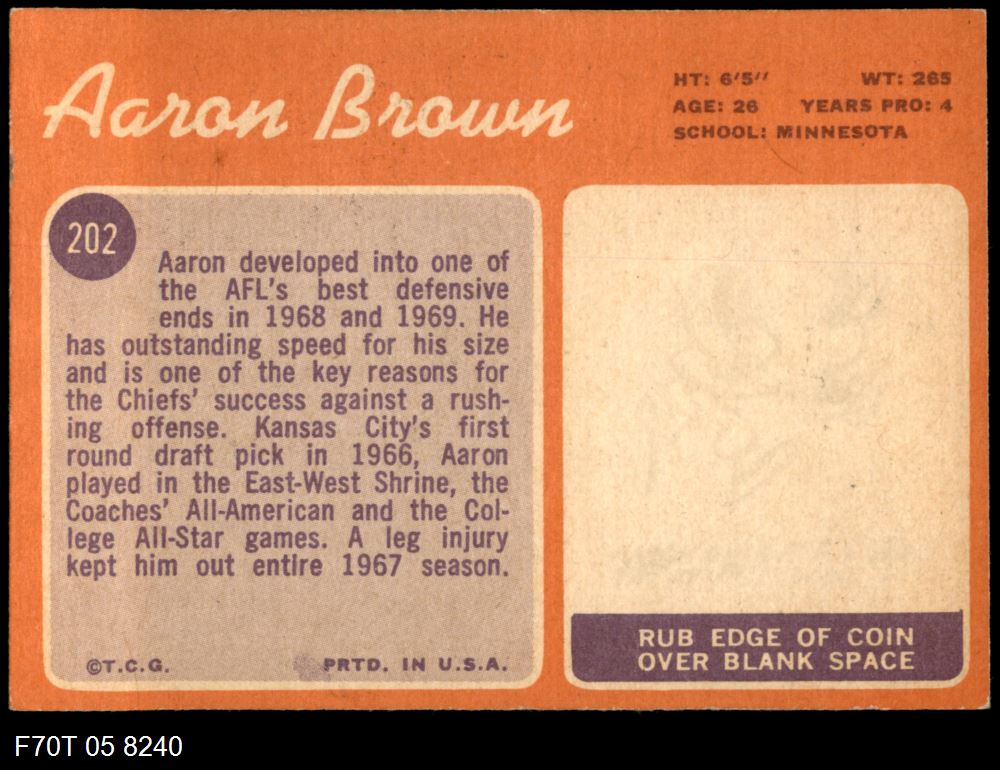 Aaron Brown
HT: 6'5'' WT: 265
AGE: 26 YEARS PRO: 4
SCHOOL: MINNESOTA
202
Aaron developed into one of
the AFL's best defensive
ends in 1968 and 1969. He
has outstanding speed for his size
and is one of the key reasons for
the Chiefs' success against a rush-
ing offense. Kansas City's first
round draft pick in 1966, Aaron
played in the East-West Shrine, the
Coaches' All-American and the Col-
lege All-Star games. A leg injury
kept him out entire 1967 season.
©T.C.G. PRTD. IN U.S.A.
RUB EDGE OF COIN
OVER BLANK SPACE
F70T 05 8240